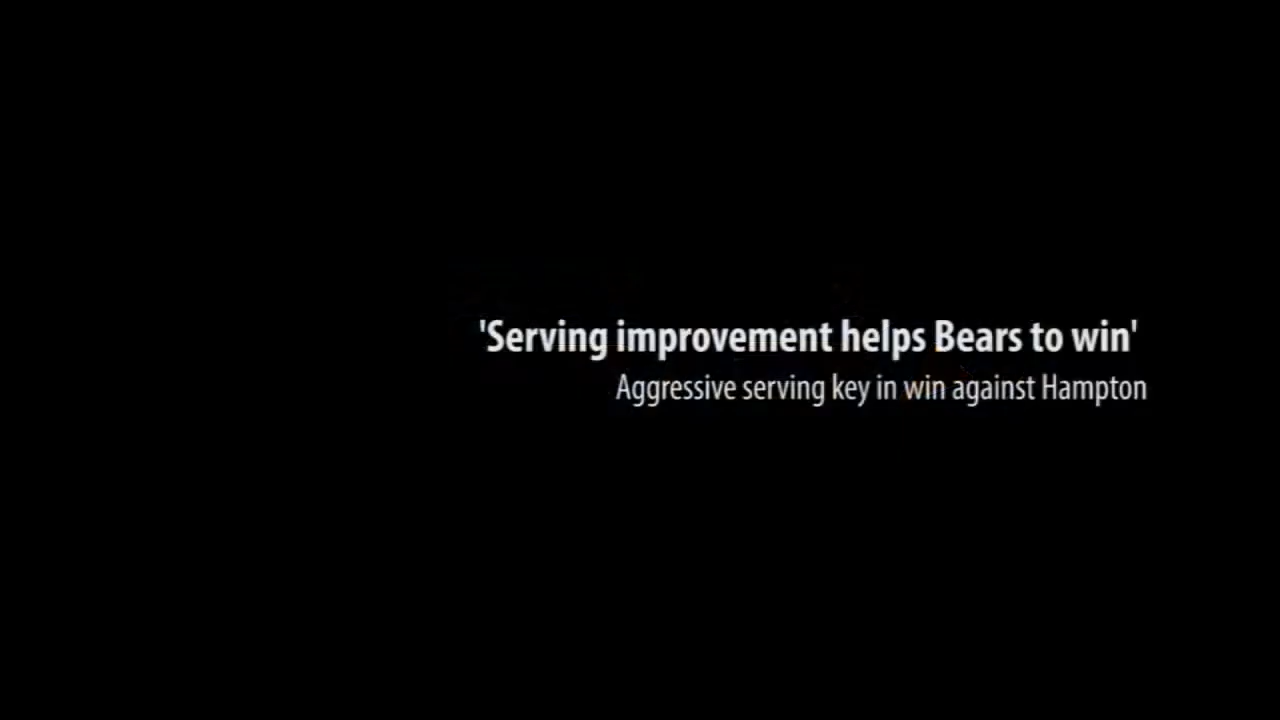 'Serving improvement helps Bears to win'
Aggressive serving key in win against Hampton